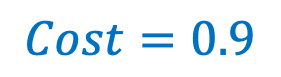 Cost = 0.9